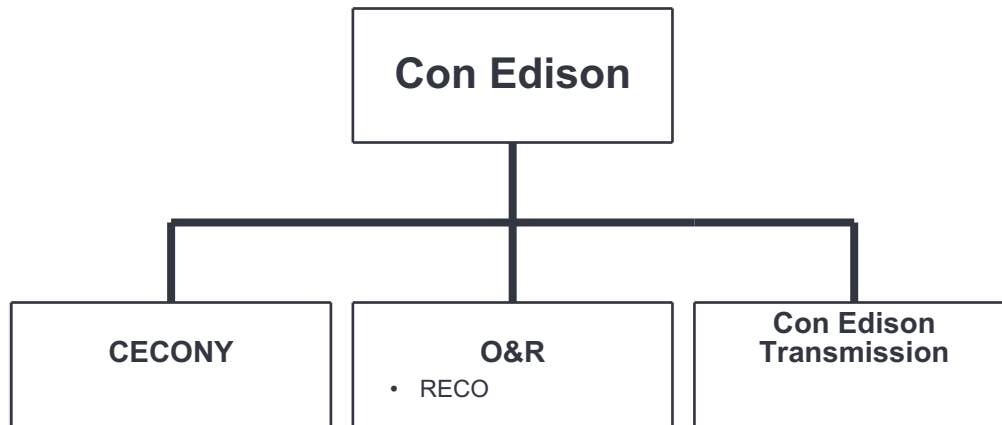 Con Edison
CECONY
O&R
• RECO
Con Edison
Transmission